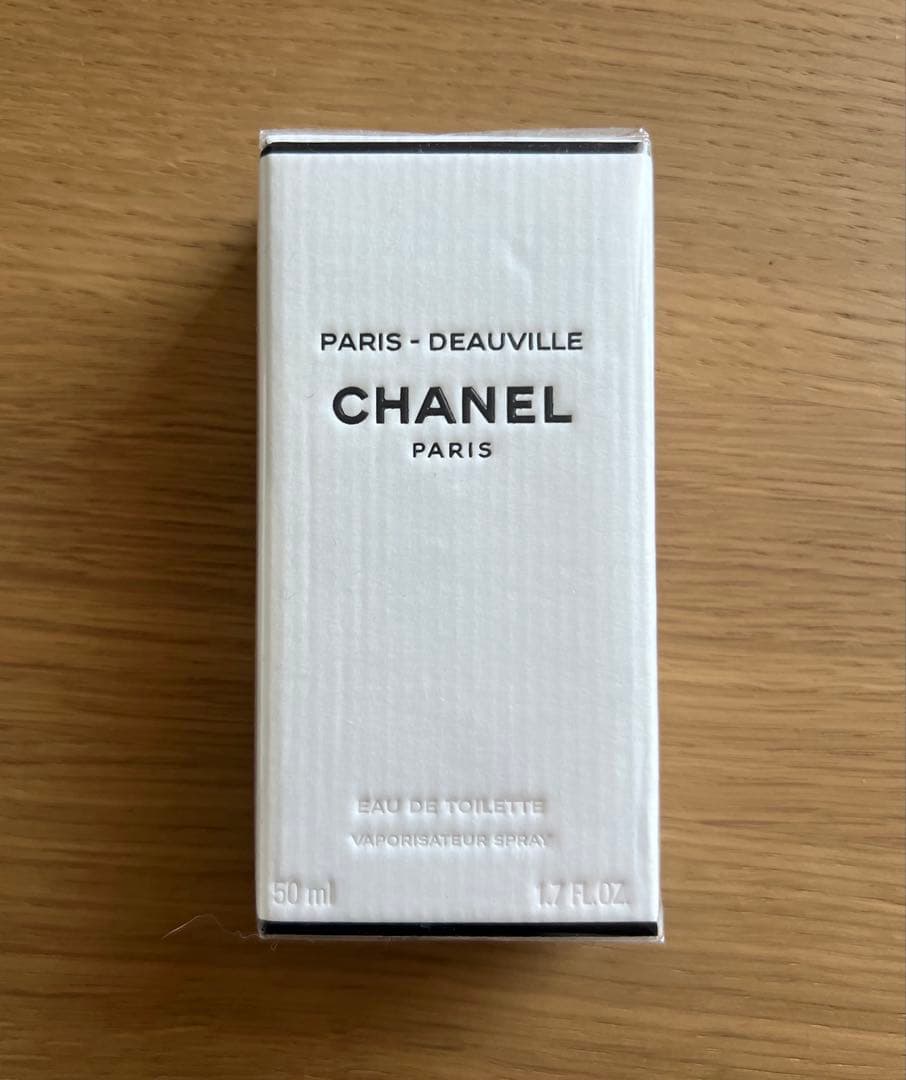 PARIS - DEAUVILLE
CHANEL
PARIS
EAU DE TOILETTE
VAPORISATEUR SPRAY
50 ml 1.7 FL.OZ.